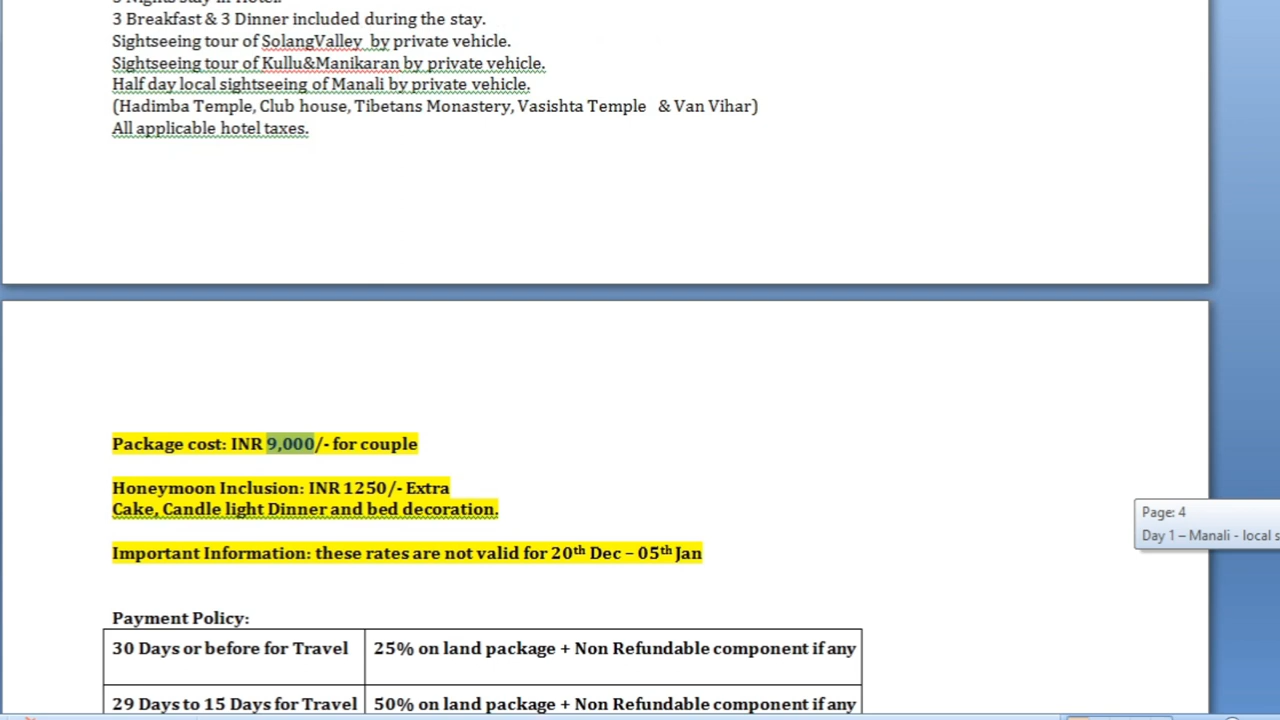 3 Breakfast & 3 Dinner included during the stay.
Sightseeing tour of SolangValley by private vehicle.
Sightseeing tour of Kullu&Manikaran by private vehicle.
Half day local sightseeing of Manali by private vehicle.
(Hadimba Temple, Club house, Tibetans Monastery, Vasishta Temple & Van Vihar)
All applicable hotel taxes.
Package cost: INR 9,000/- for couple
Honeymoon Inclusion: INR 1250/- Extra
Cake, Candle light Dinner and bed decoration.
Page: 4
Day 1 – Manali - local s
Important Information: these rates are not valid for 20th Dec – 05th Jan
Payment Policy:
30 Days or before for Travel 25% on land package + Non Refundable component if any
29 Days to 15 Days for Travel 50% on land package + Non Refundable component if any